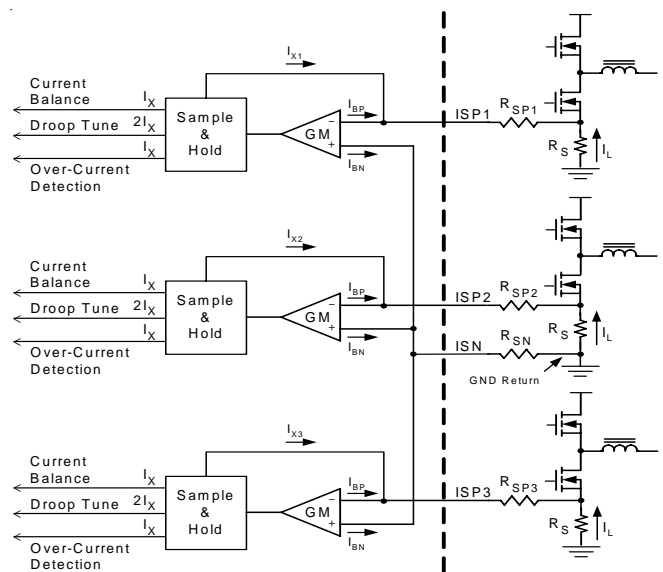 I_X1
Current Balance I_X
Droop Tune 2I_X
I_X
Over-Current Detection
Sample & Hold
GM
−
+
I_BP
I_BN
ISP1
R_SP1
R_S
I_L
I_X2
Current Balance I_X
Droop Tune 2I_X
I_X
Over-Current Detection
Sample & Hold
GM
−
+
I_BP
I_BN
ISP2
R_SP2
R_S
I_L
ISN
R_SN
GND Return
I_X3
Current Balance I_X
Droop Tune 2I_X
I_X
Over-Current Detection
Sample & Hold
GM
−
+
I_BP
I_BN
ISP3
R_SP3
R_S
I_L